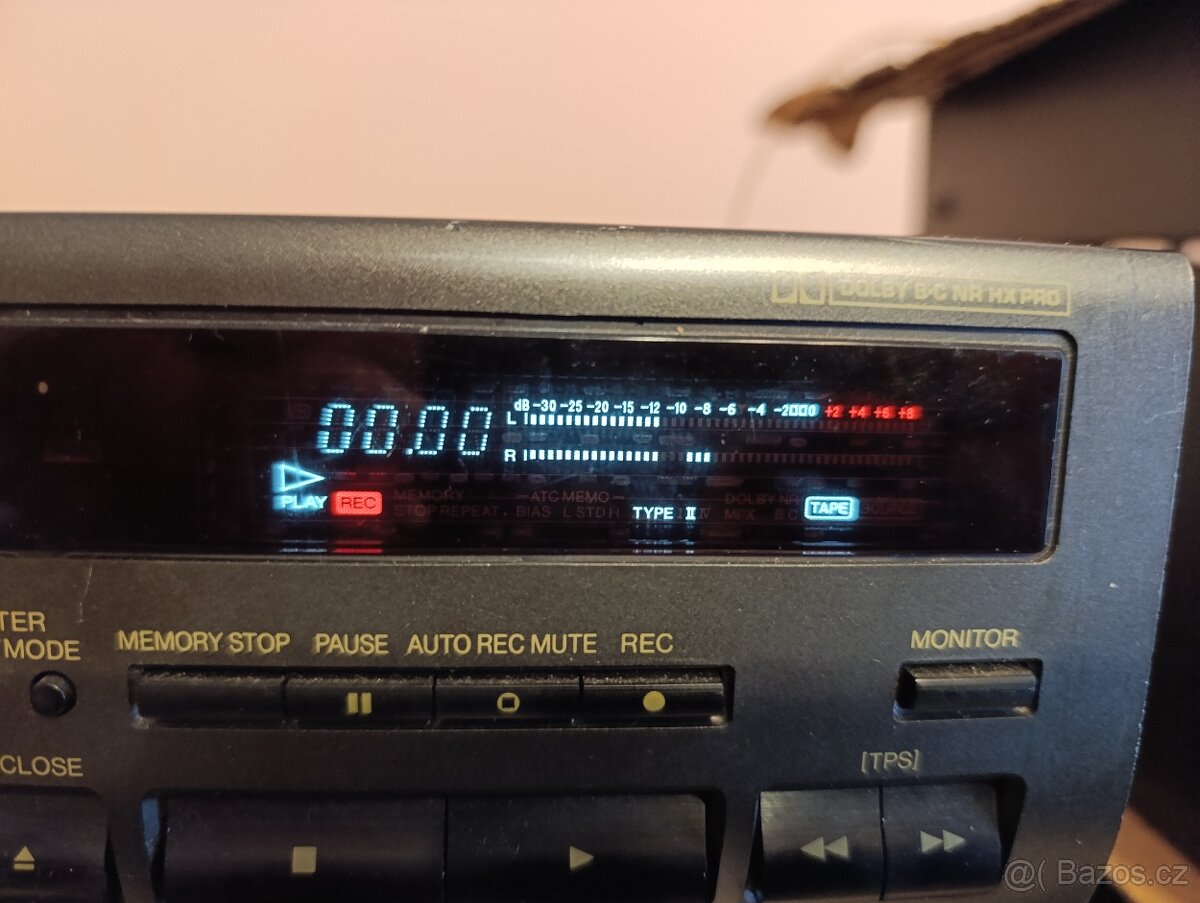 DOLBY B·C NR HX PRO
00.00
dB -30 -25 -20 -15 -12 -10 -8 -6 -4 -2 0 +2 +4 +6 +8
L
R
PLAY REC MEMORY -ATC MEMO- DOLBY NR TAPE SOURCE
STOP REPEAT BIAS L STD H TYPE II IV MPX B C
TER
MODE
MEMORY STOP PAUSE AUTO REC MUTE REC MONITOR
CLOSE [TPS]
@( Bazos.cz